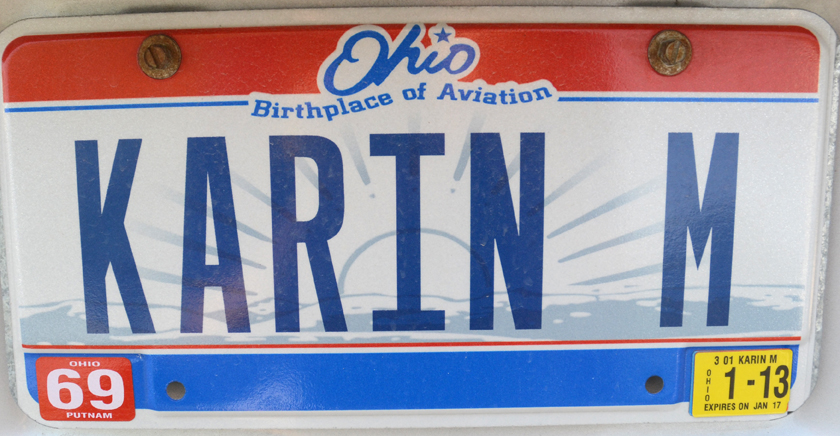 Ohio
Birthplace of Aviation
KARIN M
OHIO
69
PUTNAM
3 01 KARIN M
OHIO
1-13
EXPIRES ON JAN 17